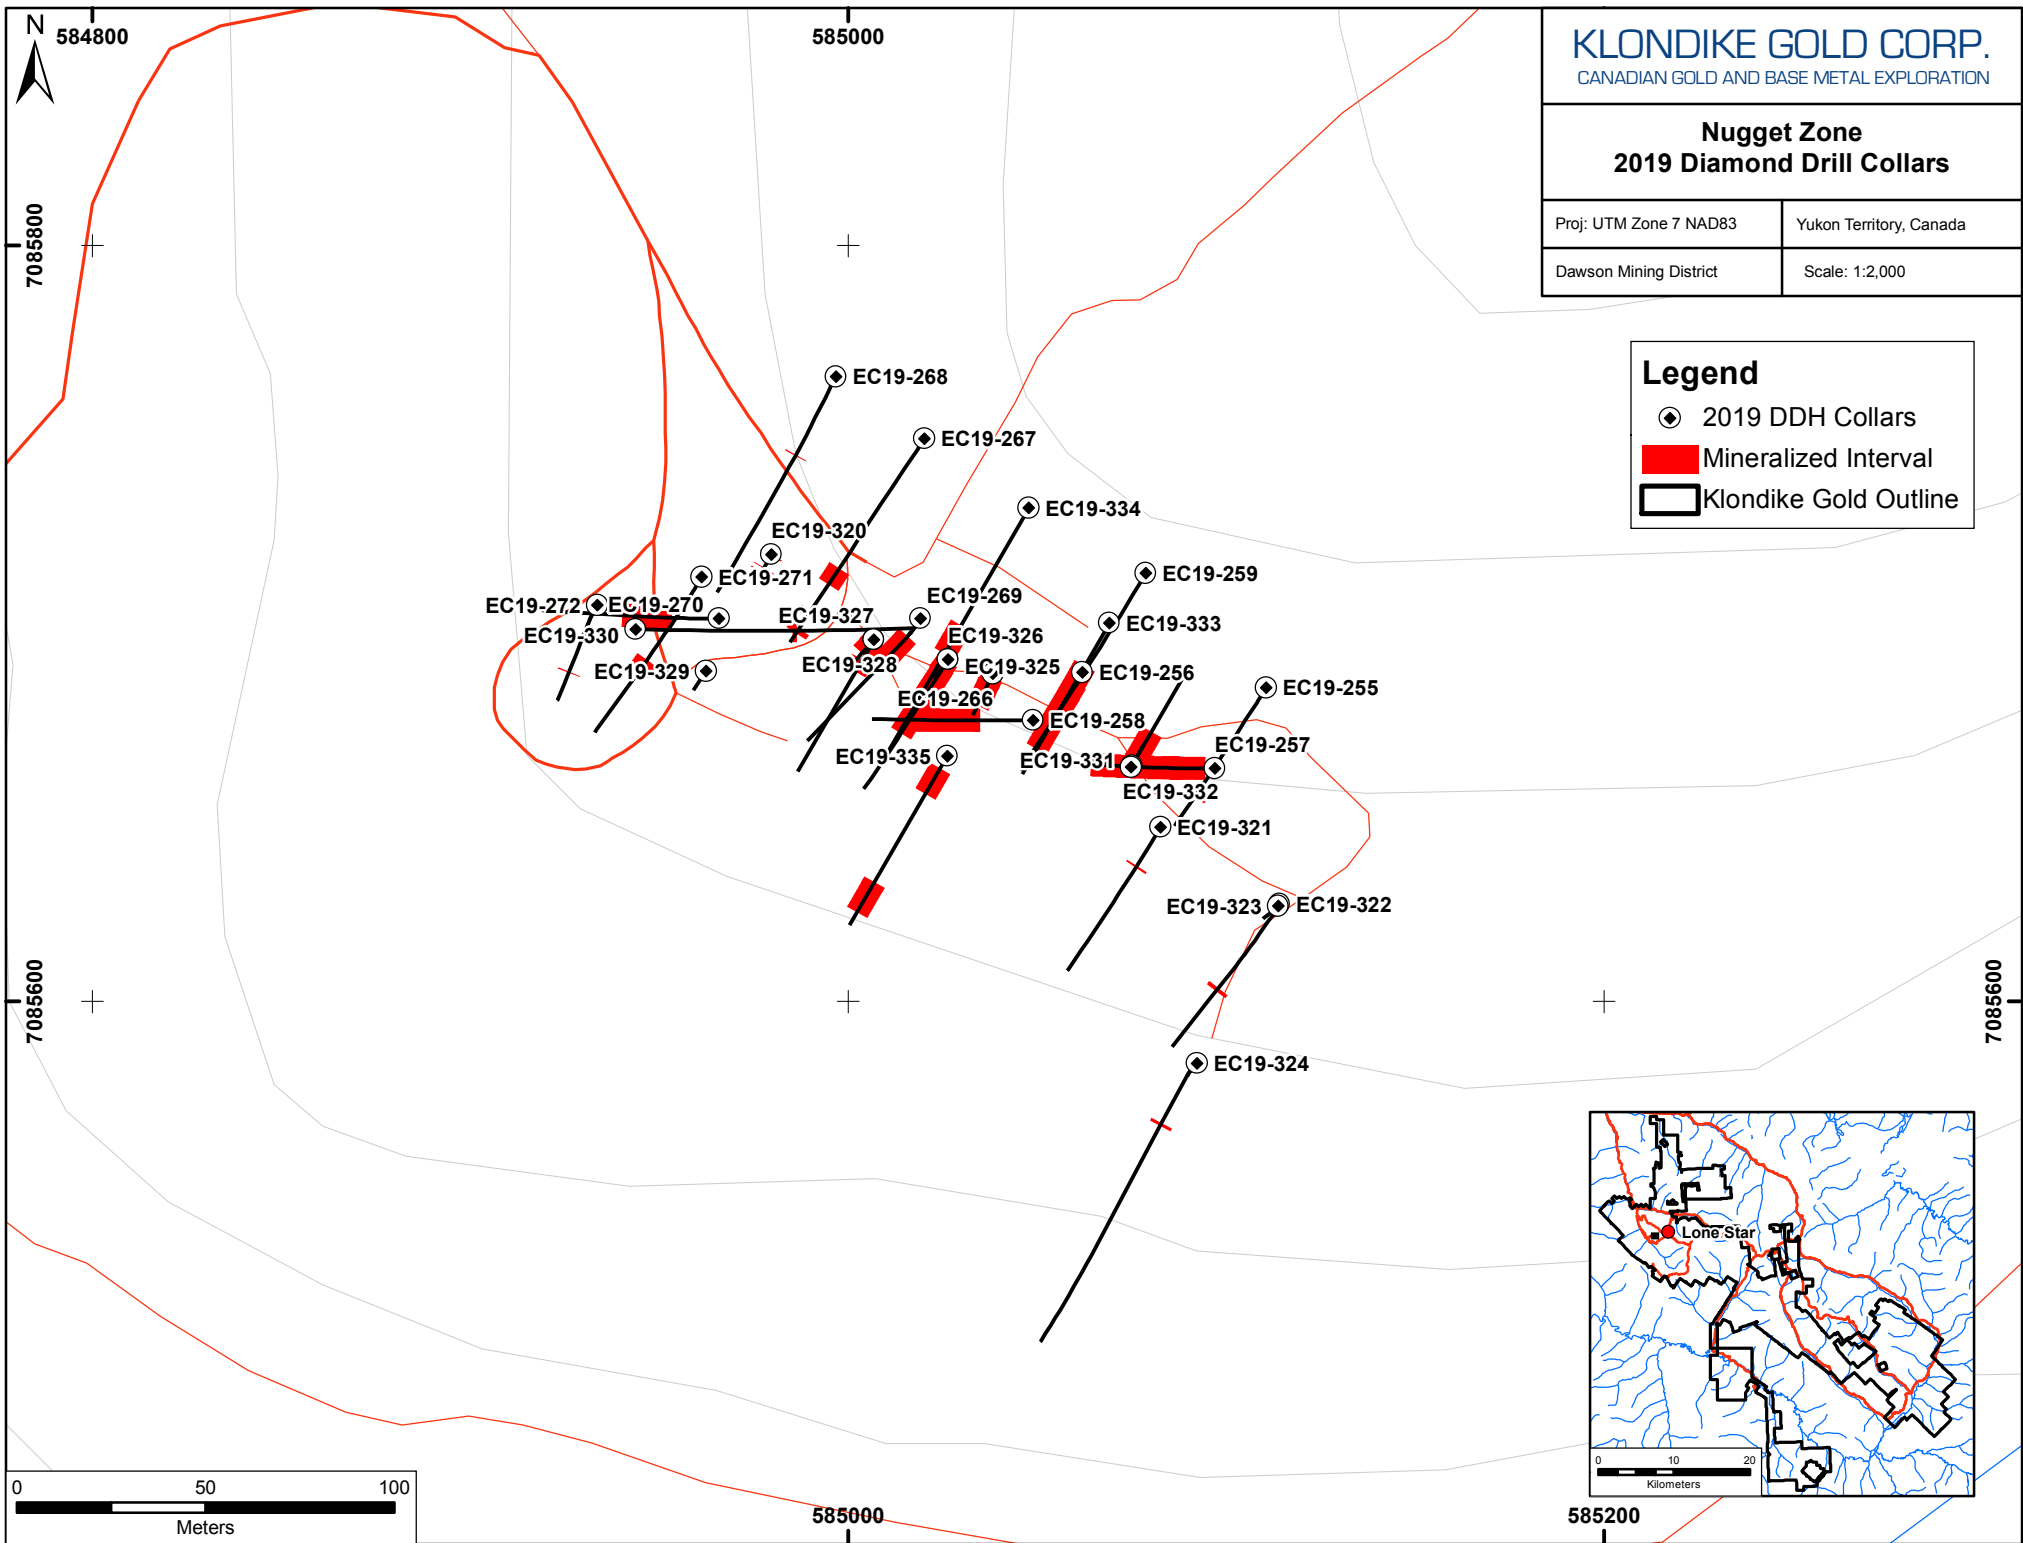 N
584800
585000
KLONDIKE GOLD CORP.
CANADIAN GOLD AND BASE METAL EXPLORATION
Nugget Zone
2019 Diamond Drill Collars
Proj: UTM Zone 7 NAD83
Yukon Territory, Canada
Dawson Mining District
Scale: 1:2,000
7085800
Legend
2019 DDH Collars
Mineralized Interval
Klondike Gold Outline
EC19-268
EC19-267
EC19-334
EC19-320
EC19-271
EC19-259
EC19-272
EC19-270
EC19-269
EC19-327
EC19-333
EC19-330
EC19-326
EC19-328
EC19-325
EC19-329
EC19-256
EC19-255
EC19-266
EC19-258
EC19-257
EC19-335
EC19-331
EC19-332
EC19-321
EC19-323
EC19-322
7085600
7085600
EC19-324
Lone Star
0 10 20
Kilometers
0 50 100
Meters
585000
585200